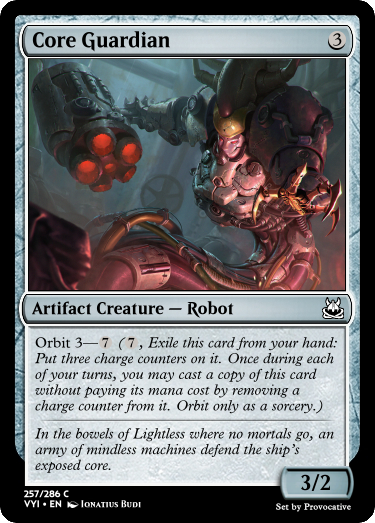 Core Guardian 3
Artifact Creature — Robot
Orbit 3—7 (7, Exile this card from your hand:
Put three charge counters on it. Once during each
of your turns, you may cast a copy of this card
without paying its mana cost by removing a
charge counter from it. Orbit only as a sorcery.)
In the bowels of Lightless where no mortals go, an
army of mindless machines defend the ship's
exposed core.
3/2
257/286 C
VYI • EN Ionatius Budi
Set by Provocative